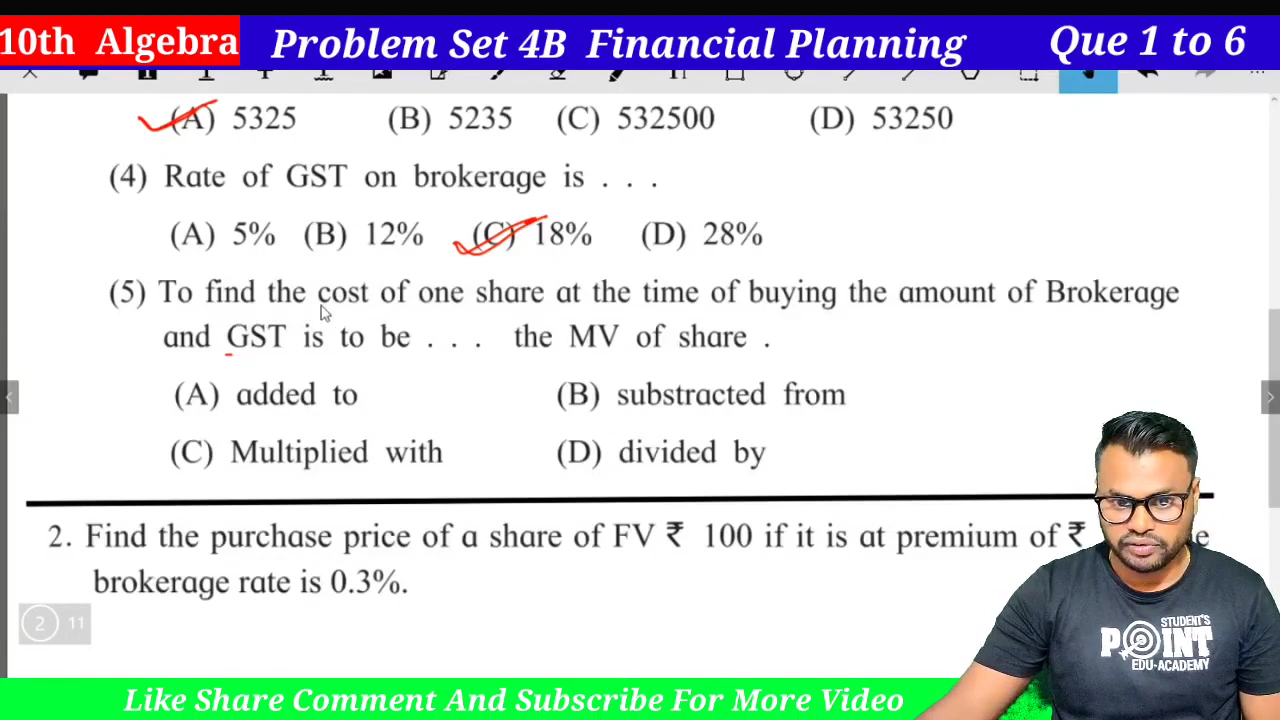 10th Algebra Problem Set 4B Financial Planning Que 1 to 6
(A) 5325 (B) 5235 (C) 532500 (D) 53250
(4) Rate of GST on brokerage is . . .
(A) 5% (B) 12% (C) 18% (D) 28%
(5) To find the cost of one share at the time of buying the amount of Brokerage
and GST is to be . . . the MV of share .
(A) added to (B) substracted from
(C) Multiplied with (D) divided by
2. Find the purchase price of a share of FV ₹ 100 if it is at premium of ₹
brokerage rate is 0.3%.
2 11
STUDENT'S
POINT
EDU-ACADEMY
Like Share Comment And Subscribe For More Video